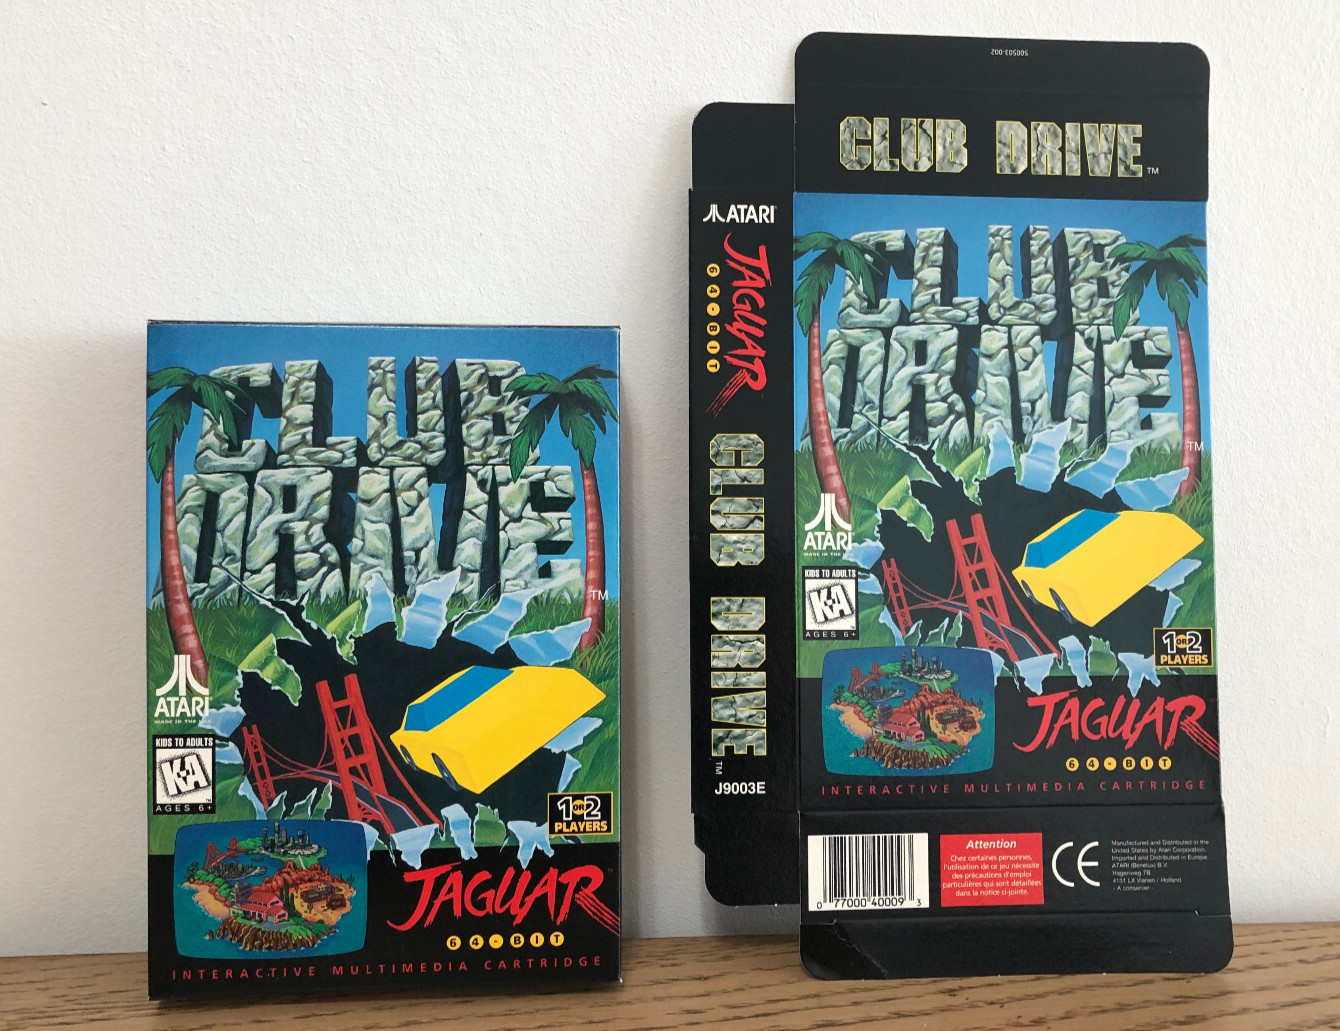 CLUB
DRIVE
TM
ATARI
MADE IN THE USA
KIDS TO ADULTS
K-A
AGES 6+
1 OR 2
PLAYERS
JAGUAR
64-BIT
INTERACTIVE MULTIMEDIA CARTRIDGE
ATARI
JAGUAR
64-BIT
CLUB DRIVE
TM
J9003E
500503-002
CLUB DRIVE TM
CLUB
DRIVE
TM
ATARI
MADE IN THE
KIDS TO ADULTS
K-A
AGES 6+
1 OR 2
PLAYERS
JAGUAR
64-BIT
INTERACTIVE MULTIMEDIA CARTRIDGE
0 77000 40009 3
Attention
Chez certaines personnes,
l'utilisation de ce jeu nécessite
des précautions d'emploi
particulières qui sont détaillées
dans la notice ci-jointe.
CE
Manufactured and Distributed in the
United States by Atari Corporation.
Imported and Distributed in Europe.
ATARI (Benelux) B.V.
Hagenweg 7B
4131 LX Vianen / Holland
- A conserver -